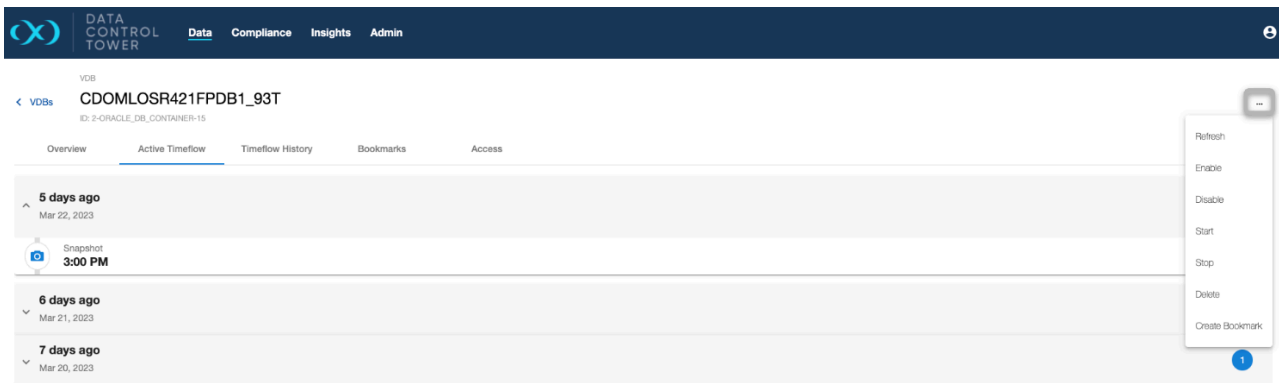 DATA
CONTROL
TOWER
Data Compliance Insights Admin
VDB
VDBs
CDOMLOSR421FPDB1_93T
ID: 2-ORACLE_DB_CONTAINER-15
...
Overview Active Timeflow Timeflow History Bookmarks Access
Refresh
Enable
Disable
Start
Stop
Delete
Create Bookmark
5 days ago
Mar 22, 2023
Snapshot
3:00 PM
6 days ago
Mar 21, 2023
7 days ago
Mar 20, 2023
1